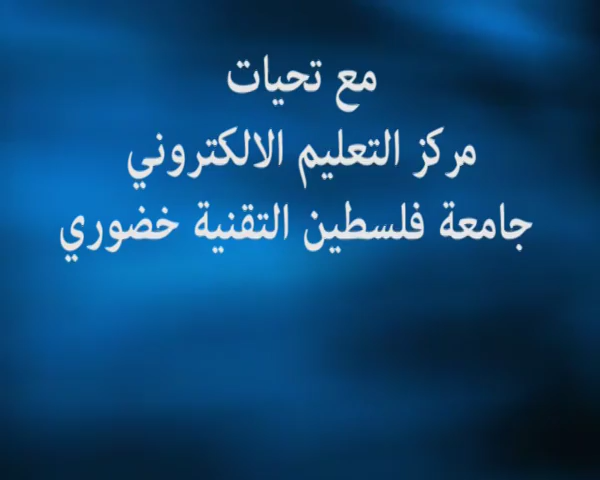 مع تحيات
مركز التعليم الالكتروني
جامعة فلسطين التقنية خضوري